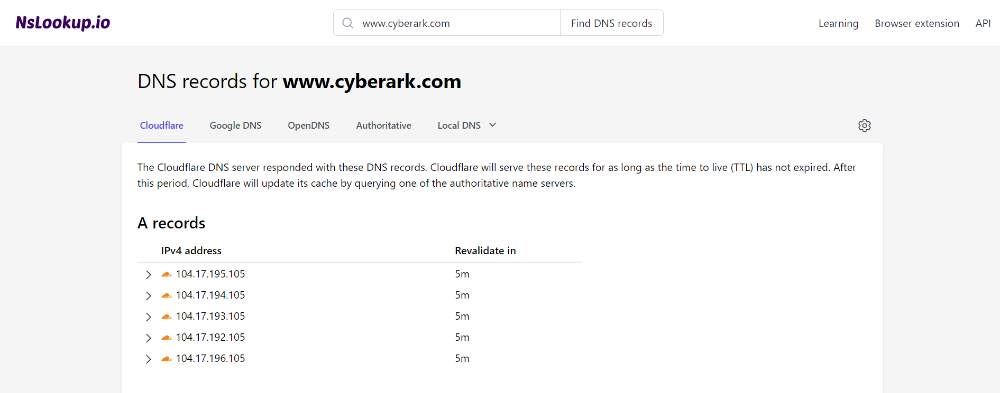 NsLookup.io
www.cyberark.com
Find DNS records
Learning
Browser extension
API
DNS records for www.cyberark.com
Cloudflare
Google DNS
OpenDNS
Authoritative
Local DNS
The Cloudflare DNS server responded with these DNS records. Cloudflare will serve these records for as long as the time to live (TTL) has not expired. After
this period, Cloudflare will update its cache by querying one of the authoritative name servers.
A records
IPv4 address Revalidate in
104.17.195.105 5m
104.17.194.105 5m
104.17.193.105 5m
104.17.192.105 5m
104.17.196.105 5m